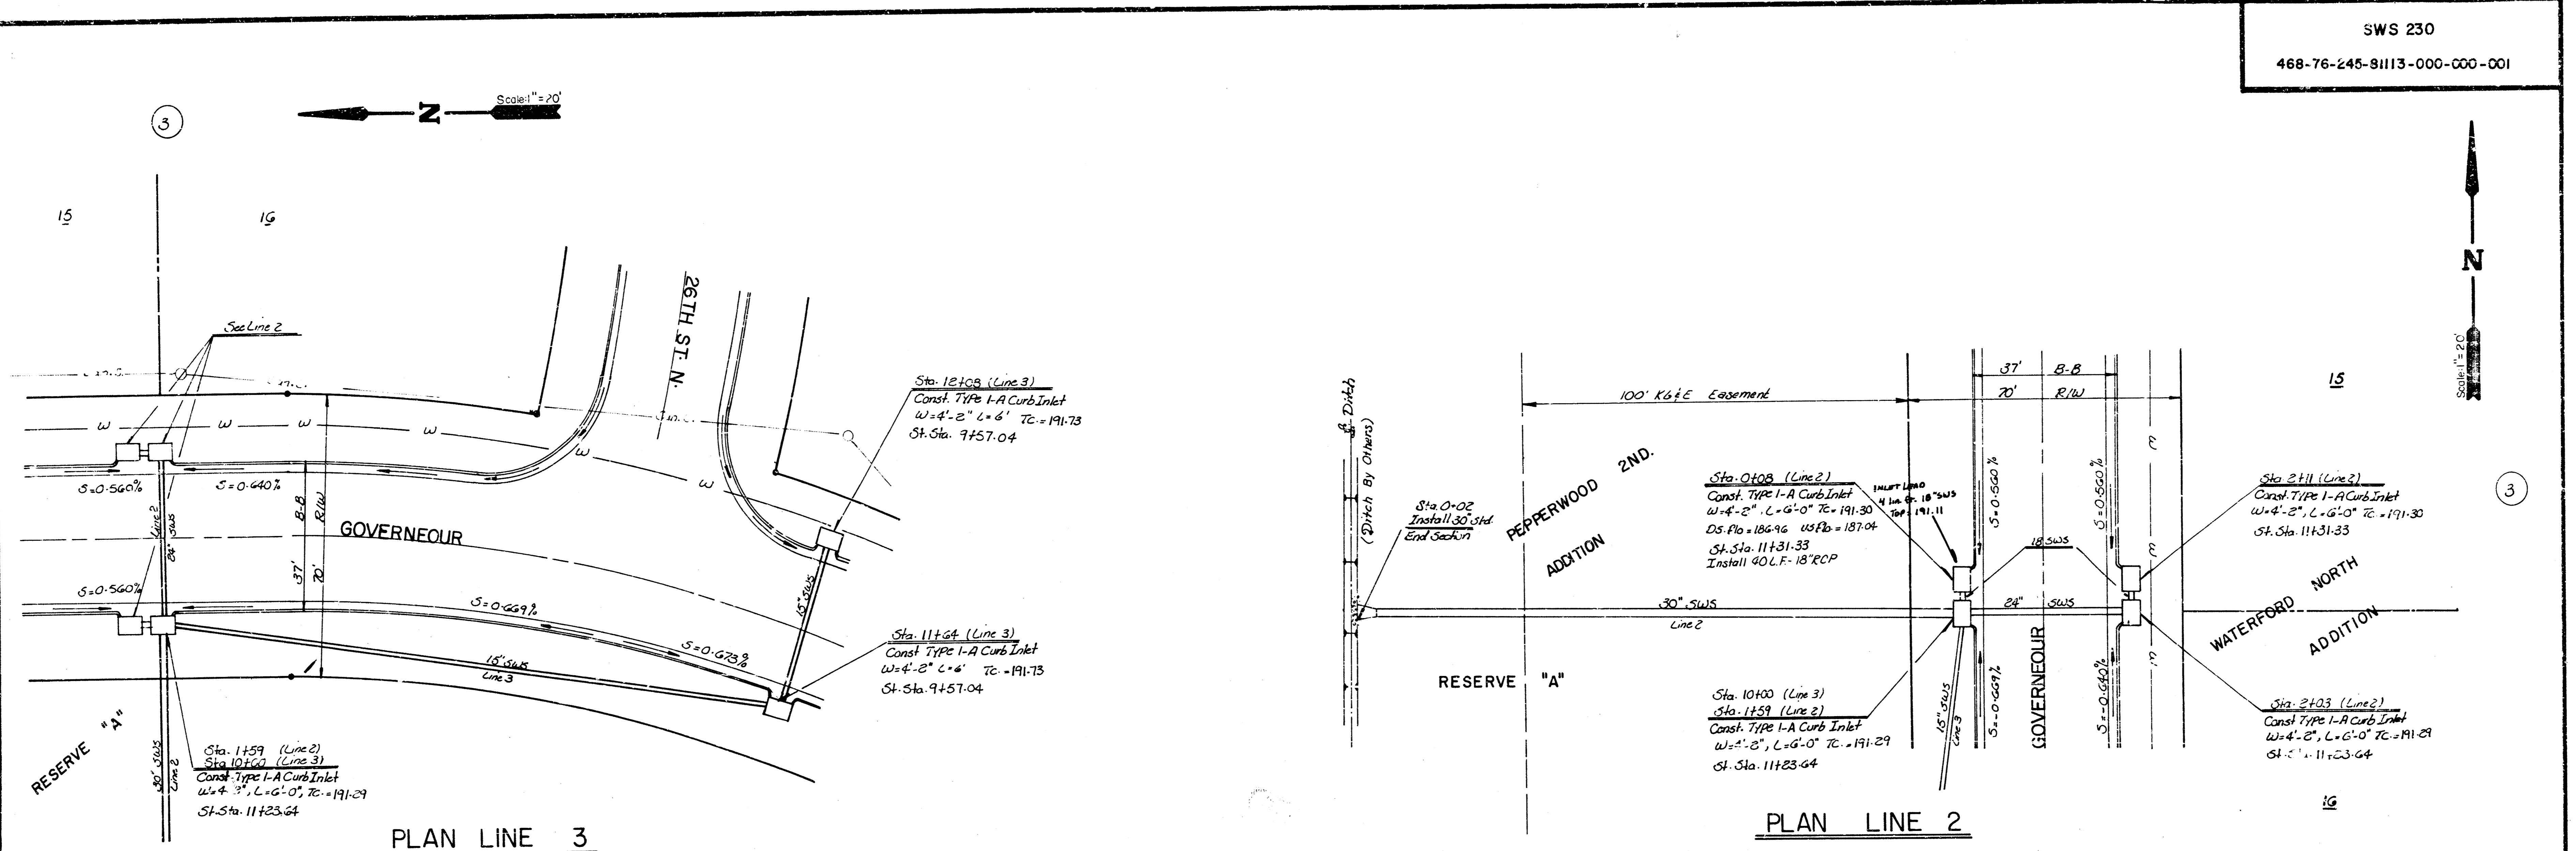 SWS 230
468-76-245-81113-000-000-001
3
N
Scale: 1" = 20'
15
16
See Line 2
26TH ST. N.
Sta. 12+08 (Line 3)
Const. Type 1-A Curb Inlet
W=4'-2" L=6' TC.=191.73
St. Sta. 9+57.04
W W W W
W
W
S=0.560%
S=0.640%
Line 2
24" SWS
37' B-B
70' R/W
GOVERNEOUR
S=0.560%
S=0.669%
S=0.673%
15" SWS
15" SWS
Line 3
Sta. 11+64 (Line 3)
Const Type 1-A Curb Inlet
W=4'-2" L=6' TC.=191.73
St. Sta. 9+57.04
RESERVE "A"
30" SWS
Line 2
Sta. 1+59 (Line 2)
Sta 10+00 (Line 3)
Const. Type 1-A Curb Inlet
L=6'-0", TC.=191.29
St. Sta. 11+23.64
PLAN LINE 3
N
Scale: 1" = 20'
℄ Ditch
(Ditch By Others)
100' KG&E Easement
37' B-B
70' R/W
15
3
PEPPERWOOD 2ND.
ADDITION
Sta. 0+02
Install 30" Std.
End Section
Sta. 0+08 (Line 2)
Const. Type 1-A Curb Inlet
W=4'-2", L=6'-0" TC=191.30
DS. Flo=186.96 US Flo.=187.04
St. Sta. 11+31.33
Install 40 L.F.-18" RCP
INLET LOAD
4 lin. ft. 18" SWS
Top=191.11
S=0.560%
S=0.560%
18" SWS
Sta 2+11 (Line 2)
Const. Type 1-A Curb Inlet
W=4'-2", L=6'-0" TC.=191.30
St. Sta. 11+31.33
30" SWS
Line 2
24" SWS
WATERFORD NORTH
ADDITION
RESERVE "A"
Sta. 10+00 (Line 3)
Sta. 1+59 (Line 2)
Const. Type 1-A Curb Inlet
L=6'-0" TC.=191.29
St. Sta. 11+23.64
15" SWS
Line 3
S=-0.669%
GOVERNEOUR
S=-0.640%
Sta. 2+03 (Line 2)
Const Type 1-A Curb Inlet
W=4'-2", L=6'-0" TC.=191.29
11+23.64
16
PLAN LINE 2